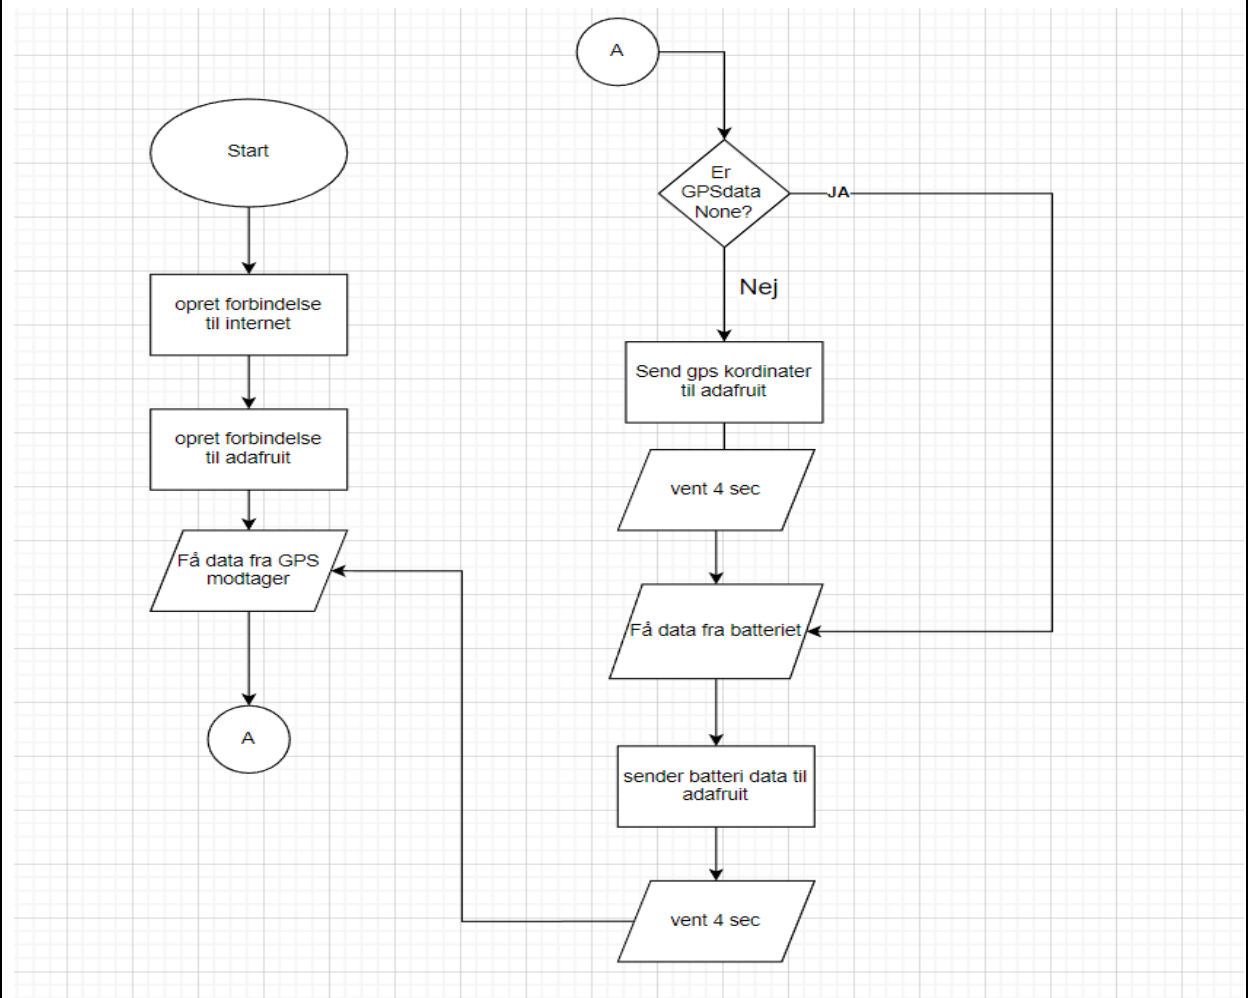 Start
opret forbindelse
til internet
opret forbindelse
til adafruit
Få data fra GPS
modtager
A
A
Er
GPSdata
None?
JA
Nej
Send gps kordinater
til adafruit
vent 4 sec
Få data fra batteriet
sender batteri data til
adafruit
vent 4 sec